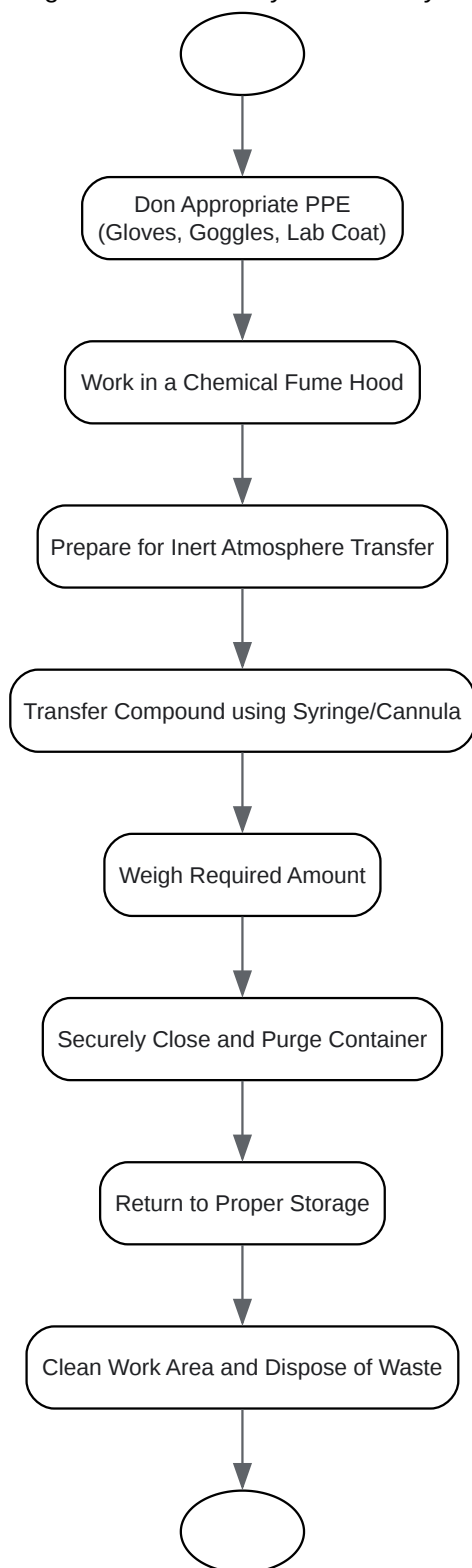 Don Appropriate PPE
(Gloves, Goggles, Lab Coat)
Work in a Chemical Fume Hood
Prepare for Inert Atmosphere Transfer
Transfer Compound using Syringe/Cannula
Weigh Required Amount
Securely Close and Purge Container
Return to Proper Storage
Clean Work Area and Dispose of Waste